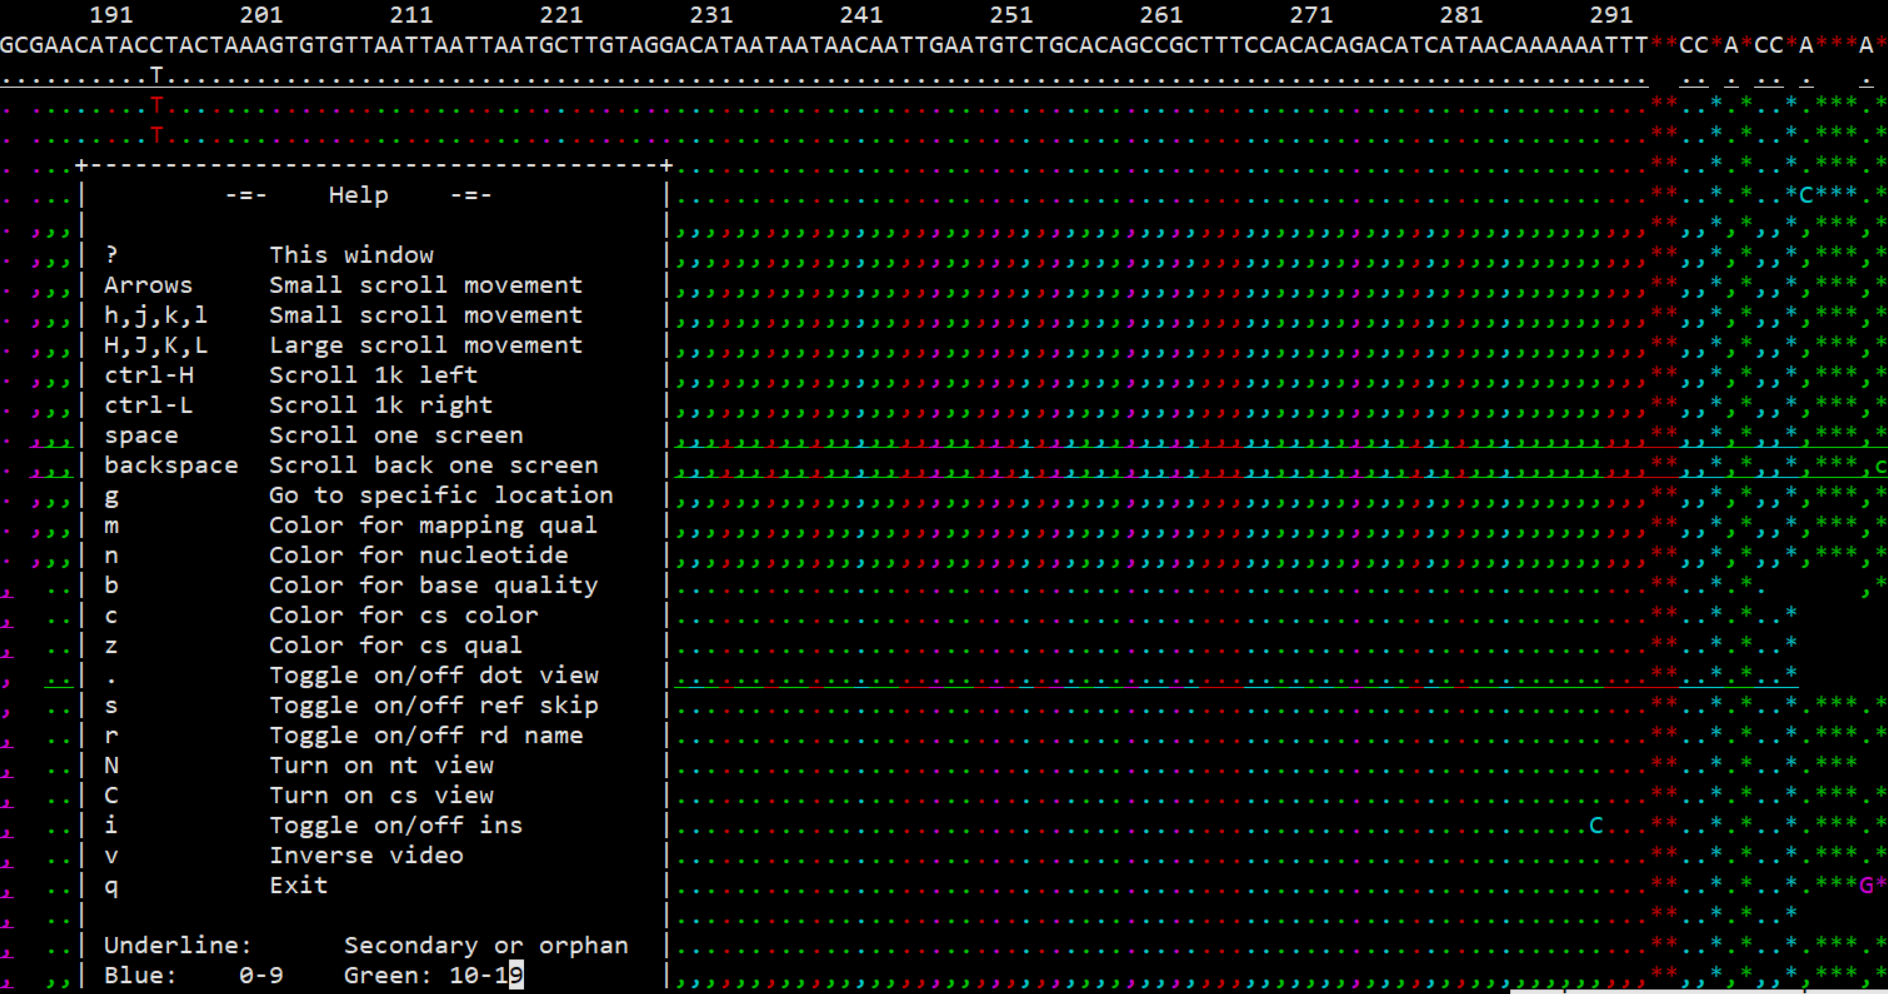 191 201 211 221 231 241 251 261 271 281 291
GCGAACATACCTACTAAAGTGTGTTAATTAATTAATGCTTGTAGGACATAATAATAACAATTGAATGTCTGCACAGCCGCTTTCCACACAGACATCATAACAAAAAATTT**CC*A*CC*A***A*
T
T
T
-=- Help -=-
C
? This window
Arrows Small scroll movement
h,j,k,l Small scroll movement
H,J,K,L Large scroll movement
ctrl-H Scroll 1k left
ctrl-L Scroll 1k right
space Scroll one screen
backspace Scroll back one screen
c
g Go to specific location
m Color for mapping qual
n Color for nucleotide
b Color for base quality
c Color for cs color
z Color for cs qual
. Toggle on/off dot view
s Toggle on/off ref skip
r Toggle on/off rd name
N Turn on nt view
C Turn on cs view
i Toggle on/off ins
C
v Inverse video
q Exit
G
Underline: Secondary or orphan
Blue: 0-9 Green: 10-19